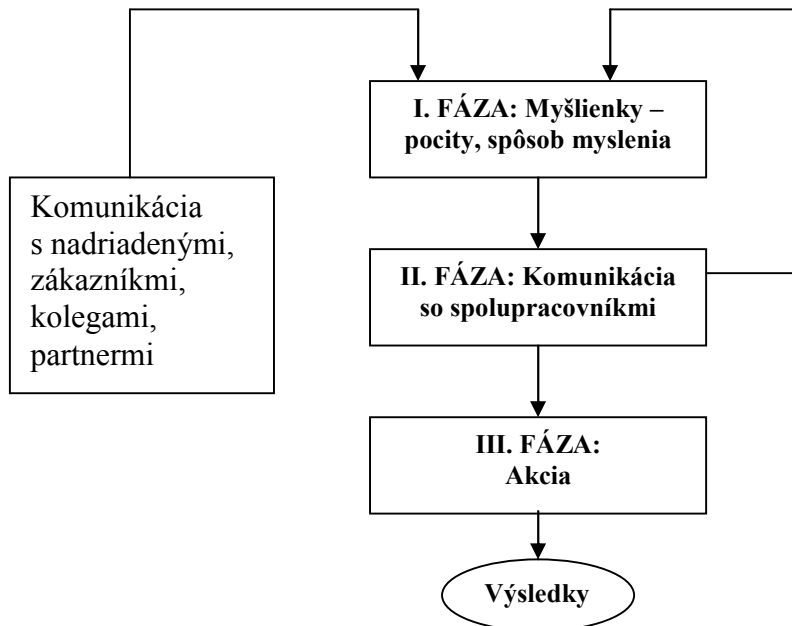 I. FÁZA: Myšlienky –
pocity, spôsob myslenia
Komunikácia
s nadriadenými,
zákazníkmi,
kolegami,
partnermi
II. FÁZA: Komunikácia
so spolupracovníkmi
III. FÁZA:
Akcia
Výsledky